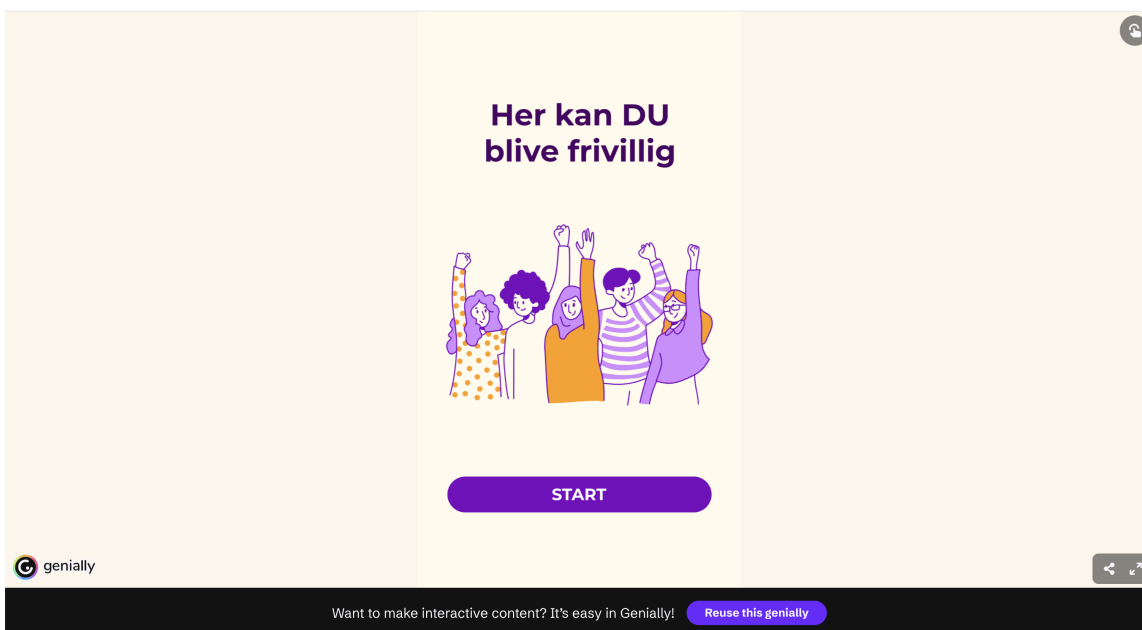 Her kan DU
blive frivillig
START
genially
Want to make interactive content? It's easy in Genially! Reuse this genially